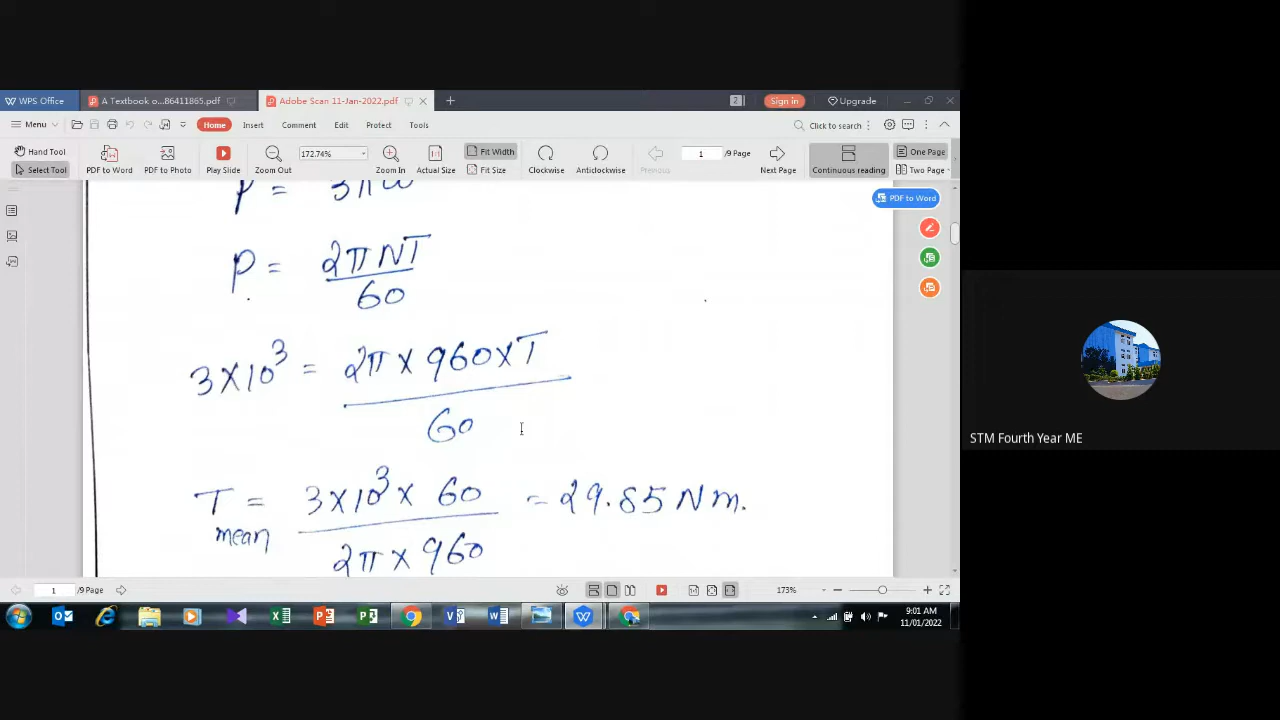 WPS Office
A Textbook o...86411865.pdf
Adobe Scan 11-Jan-2022.pdf
2
Sign in
Upgrade
Menu
Home
Insert
Comment
Edit
Protect
Tools
Click to search
Hand Tool
Select Tool
PDF to Word
PDF to Photo
Play Slide
Zoom Out
172.74%
Zoom In
Actual Size
Fit Width
Fit Size
Clockwise
Anticlockwise
Previous
1 /9 Page
Next Page
Continuous reading
One Page
Two Page
PDF to Word
P =
P = 2πNT / 60
3×10³ = 2π × 960 × T / 60
T mean = 3×10³ × 60 / 2π × 960 = 29.85 Nm.
1 /9 Page
173%
9:01 AM
11/01/2022
STM Fourth Year ME